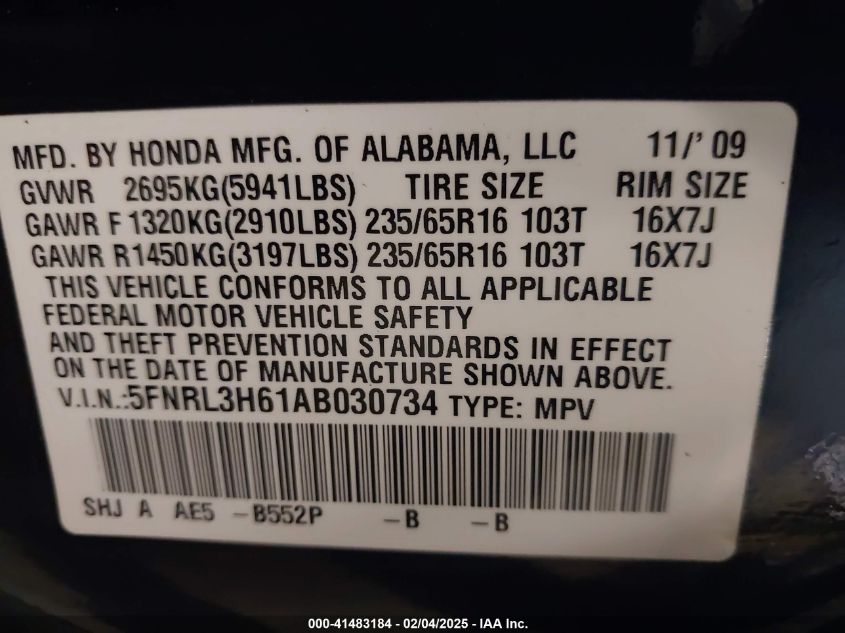 MFD. BY HONDA MFG. OF ALABAMA, LLC 11/'09
GVWR 2695KG(5941LBS) TIRE SIZE RIM SIZE
GAWR F 1320KG(2910LBS) 235/65R16 103T 16X7J
GAWR R1450KG(3197LBS) 235/65R16 103T 16X7J
THIS VEHICLE CONFORMS TO ALL APPLICABLE
FEDERAL MOTOR VEHICLE SAFETY
AND THEFT PREVENTION STANDARDS IN EFFECT
ON THE DATE OF MANUFACTURE SHOWN ABOVE.
V.I.N.:5FNRL3H61AB030734 TYPE: MPV
SHJ A AE5 -B552P -B -B
000-41483184 - 02/04/2025 - IAA Inc.